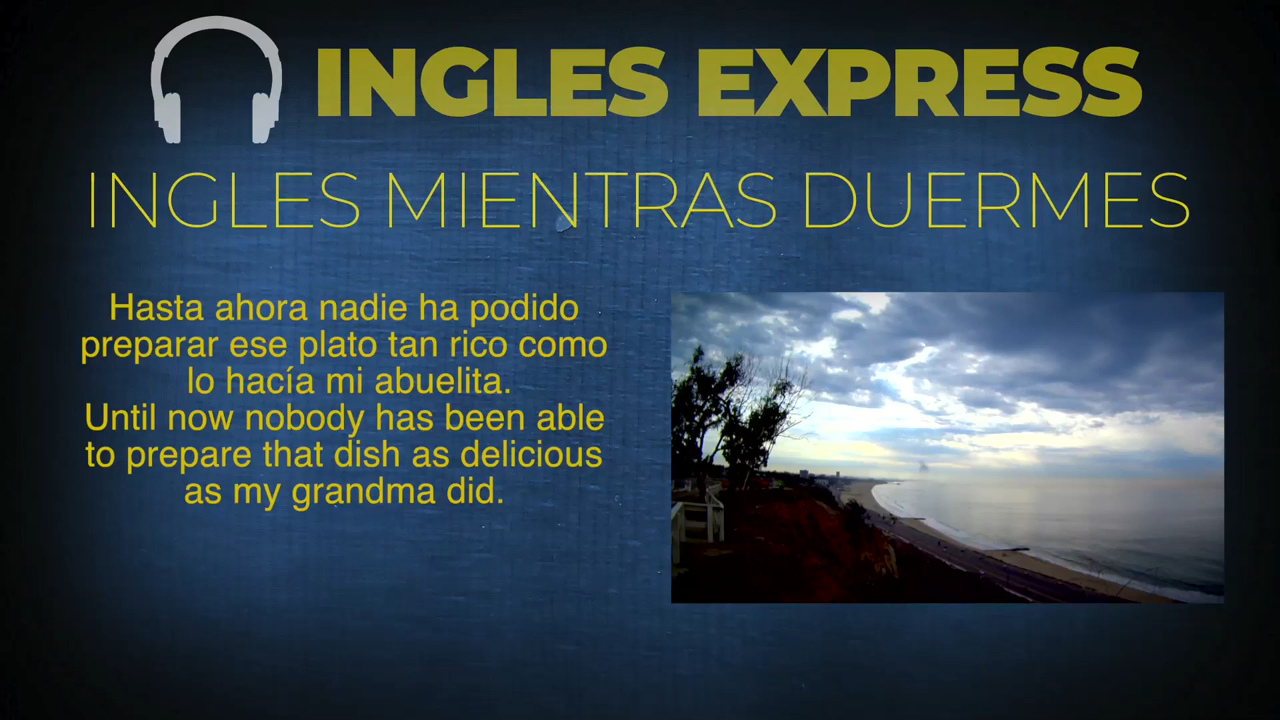 INGLES EXPRESS
INGLES MIENTRAS DUERMES
Hasta ahora nadie ha podido
preparar ese plato tan rico como
lo hacía mi abuelita.
Until now nobody has been able
to prepare that dish as delicious
as my grandma did.